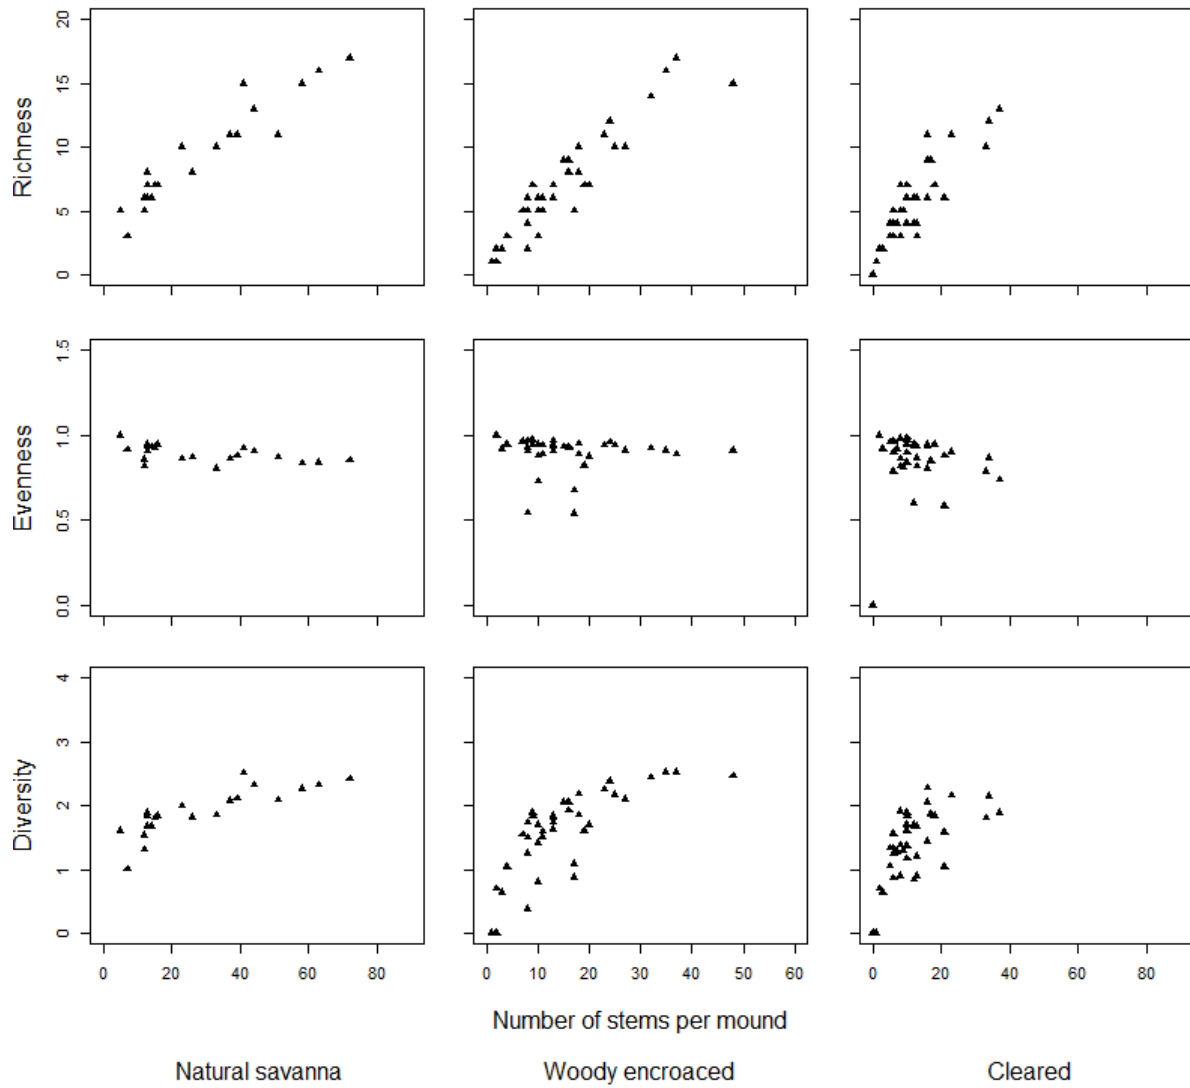 Richness
0 5 10 15 20
Evenness
0.0 0.5 1.0 1.5
Diversity
0 1 2 3 4
0 20 40 60 80
0 10 20 30 40 50 60
0 20 40 60 80
Number of stems per mound
Natural savanna
Woody encroaced
Cleared